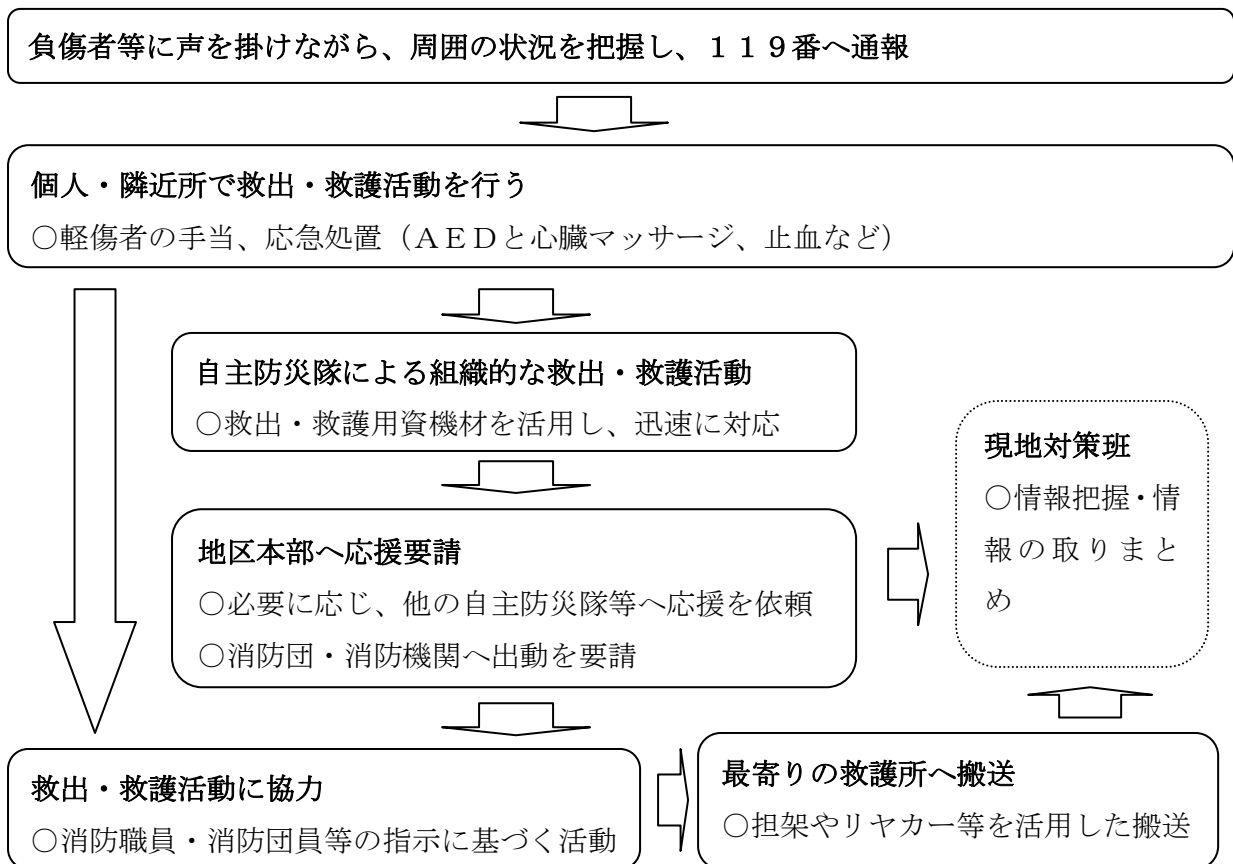 負傷者等に声を掛けながら、周囲の状況を把握し、１１９番へ通報
個人・隣近所で救出・救護活動を行う
○軽傷者の手当、応急処置（ＡＥＤと心臓マッサージ、止血など）
自主防災隊による組織的な救出・救護活動
○救出・救護用資機材を活用し、迅速に対応
地区本部へ応援要請
○必要に応じ、他の自主防災隊等へ応援を依頼
○消防団・消防機関へ出動を要請
現地対策班
○情報把握・情
報の取りまと
め
救出・救護活動に協力
○消防職員・消防団員等の指示に基づく活動
最寄りの救護所へ搬送
○担架やリヤカー等を活用した搬送